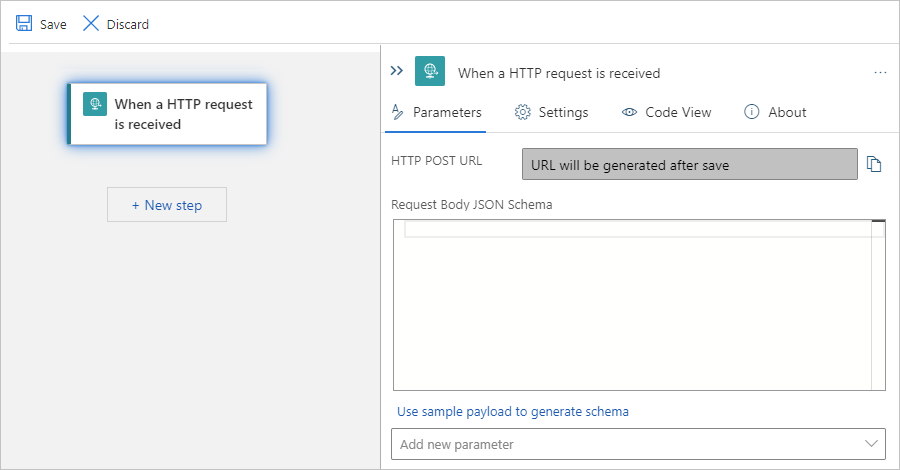 Save Discard
When a HTTP request
is received
+ New step
When a HTTP request is received
...
Parameters Settings Code View About
HTTP POST URL URL will be generated after save
Request Body JSON Schema
Use sample payload to generate schema
Add new parameter